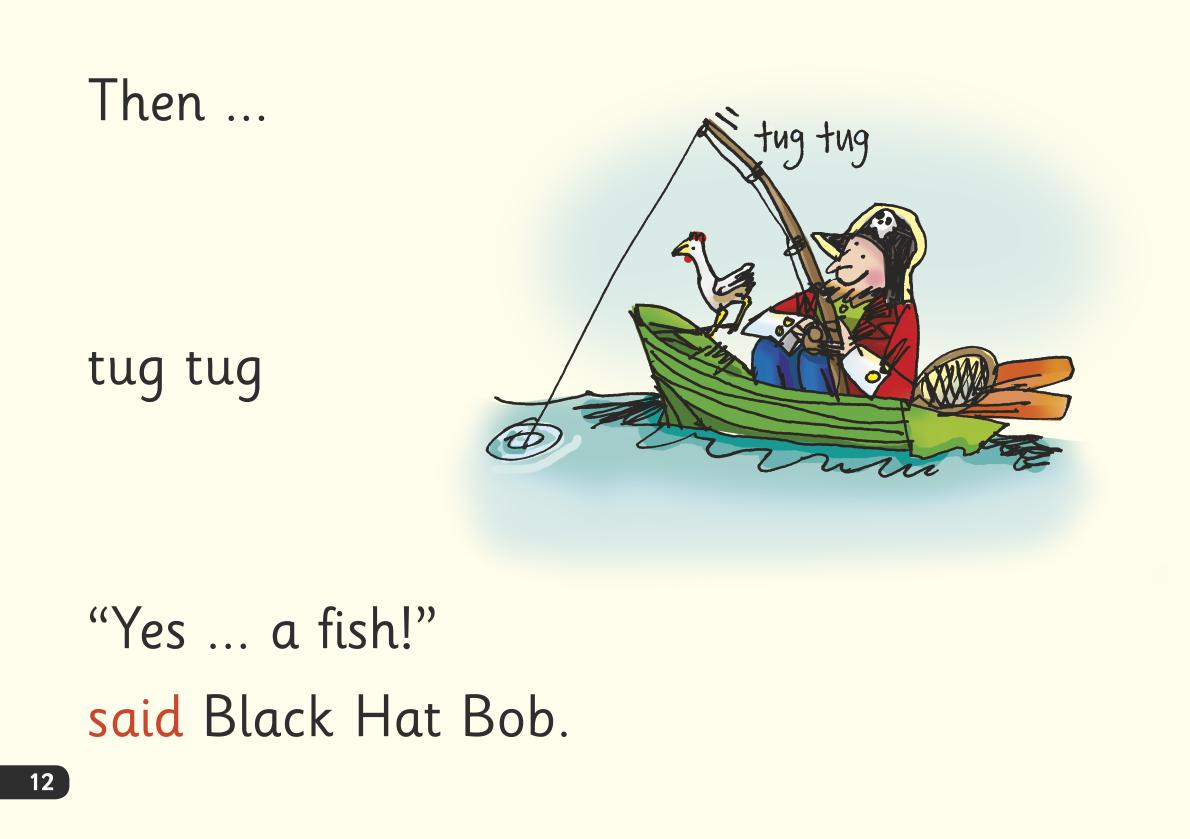 Then ...
tug tug
tug tug
“Yes ... a fish!”
said Black Hat Bob.
12